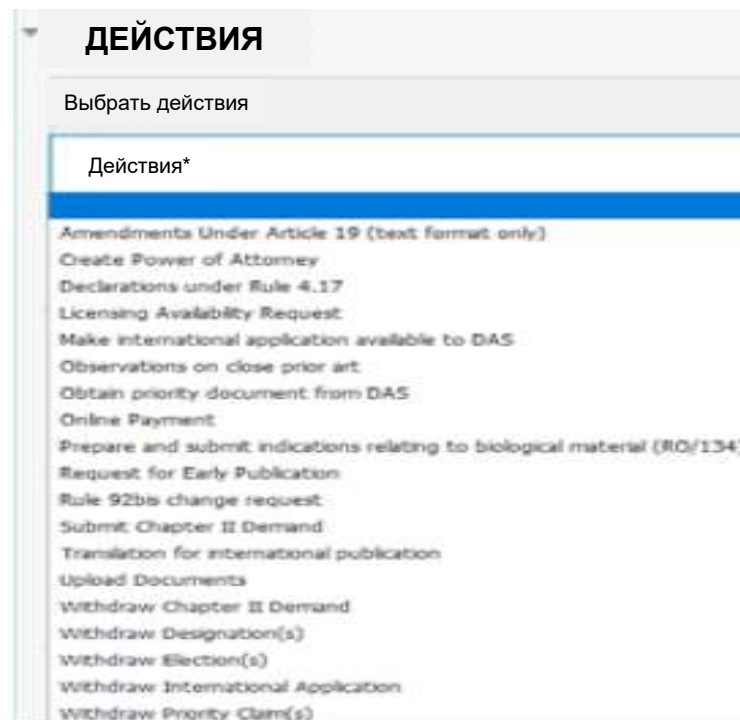 ДЕЙСТВИЯ
Выбрать действия
Действия*
Amendments Under Article 19 (text format only)
Create Power of Attorney
Declarations under Rule 4.17
Licensing Availability Request
Make international application available to DAS
Observations on close prior art
Obtain priority document from DAS
Online Payment
Prepare and submit indications relating to biological material (RO/134)
Request for Early Publication
Rule 92bis change request
Submit Chapter II Demand
Translation for international publication
Upload Documents
Withdraw Chapter II Demand
Withdraw Designation(s)
Withdraw Election(s)
Withdraw International Application
Withdraw Priority Claim(s)